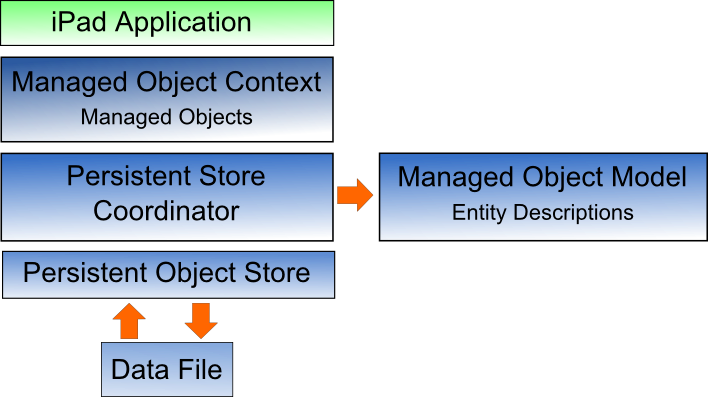 iPad Application
Managed Object Context
Managed Objects
Persistent Store
Coordinator
Managed Object Model
Entity Descriptions
Persistent Object Store
Data File